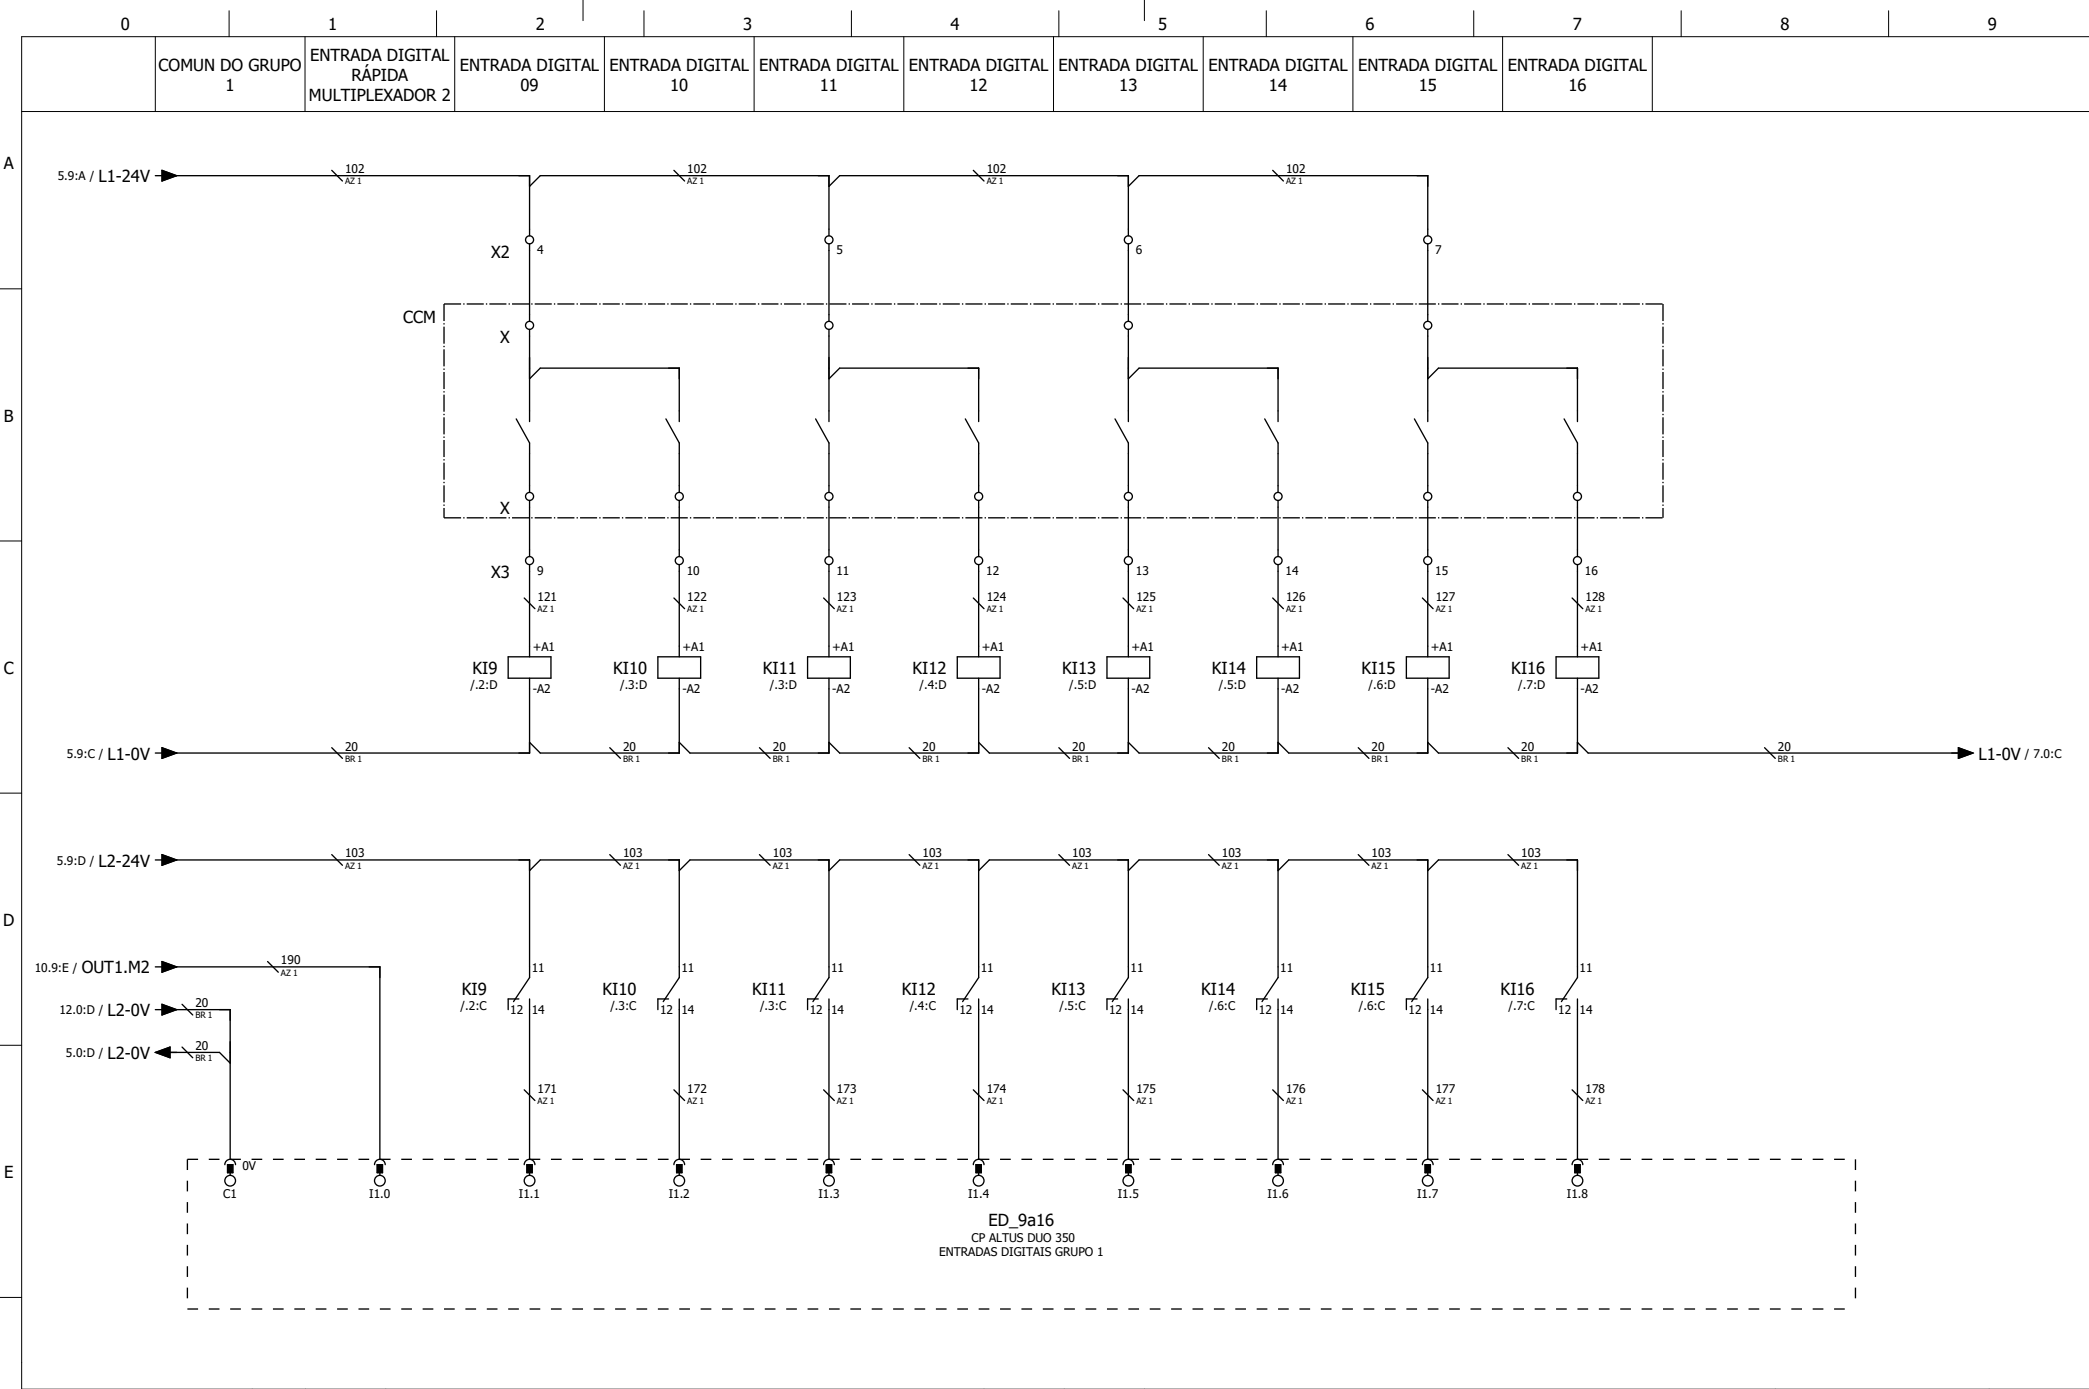 0 1 2 3 4 5 6 7 8 9
COMUN DO GRUPO
1
ENTRADA DIGITAL
RÁPIDA
MULTIPLEXADOR 2
ENTRADA DIGITAL
09
ENTRADA DIGITAL
10
ENTRADA DIGITAL
11
ENTRADA DIGITAL
12
ENTRADA DIGITAL
13
ENTRADA DIGITAL
14
ENTRADA DIGITAL
15
ENTRADA DIGITAL
16
A
5.9:A / L1-24V
102 102 102 102
AZ 1 AZ 1 AZ 1 AZ 1
X2 4 5 6 7
CCM
X
B
X
X3 9 10 11 12 13 14 15 16
121 122 123 124 125 126 127 128
AZ 1 AZ 1 AZ 1 AZ 1 AZ 1 AZ 1 AZ 1 AZ 1
+A1 +A1 +A1 +A1 +A1 +A1 +A1 +A1
C
KI9 KI10 KI11 KI12 KI13 KI14 KI15 KI16
/.2:D /.3:D /.3:D /.4:D /.5:D /.5:D /.6:D /.7:D
-A2 -A2 -A2 -A2 -A2 -A2 -A2 -A2
20 20 20 20 20 20 20 20 20
5.9:C / L1-0V
L1-0V / 7.0:C
BR 1 BR 1 BR 1 BR 1 BR 1 BR 1 BR 1 BR 1 BR 1
103 103 103 103 103 103 103 103
5.9:D / L2-24V
AZ 1 AZ 1 AZ 1 AZ 1 AZ 1 AZ 1 AZ 1 AZ 1
D
10.9:E / OUT1.M2
190
AZ 1
11 11 11 11 11 11 11 11
KI9 KI10 KI11 KI12 KI13 KI14 KI15 KI16
/.2:C /.3:C /.3:C /.4:C /.5:C /.6:C /.6:C /.7:C
12 14 12 14 12 14 12 14 12 14 12 14 12 14 12 14
12.0:D / L2-0V
20
BR 1
5.0:D / L2-0V
20
BR 1
171 172 173 174 175 176 177 178
AZ 1 AZ 1 AZ 1 AZ 1 AZ 1 AZ 1 AZ 1 AZ 1
E
0V
C1 I1.0 I1.1 I1.2 I1.3 I1.4 I1.5 I1.6 I1.7 I1.8
ED_9a16
CP ALTUS DUO 350
ENTRADAS DIGITAIS GRUPO 1